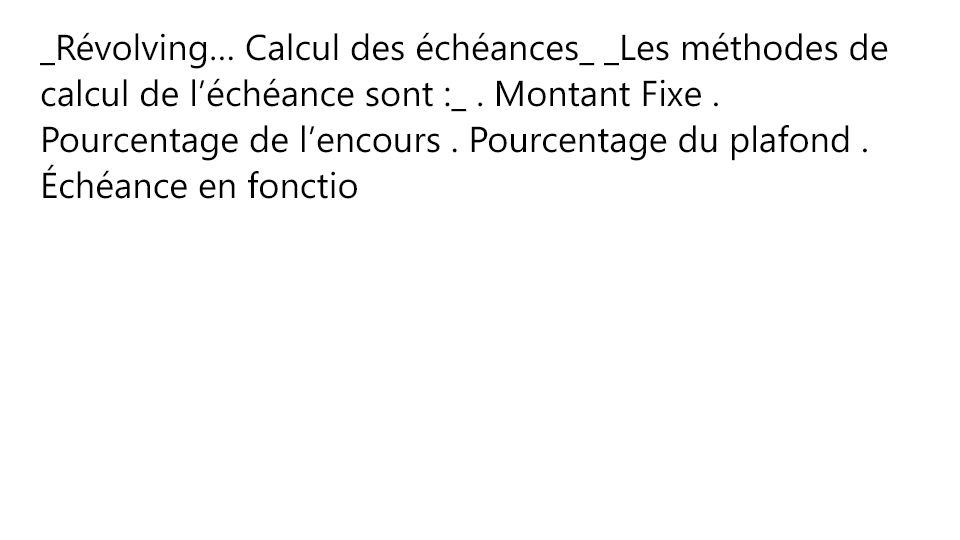 _Révolving… Calcul des échéances_ _Les méthodes de
calcul de l’échéance sont :_ . Montant Fixe .
Pourcentage de l’encours . Pourcentage du plafond .
Échéance en fonctio